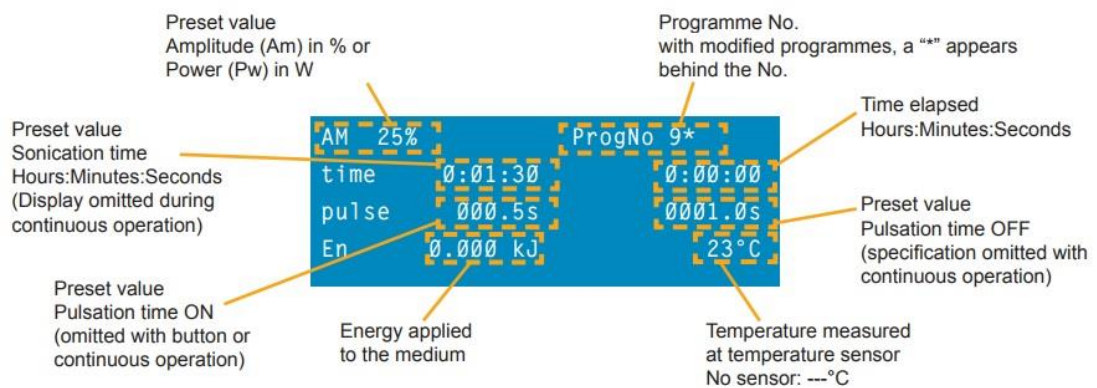 Preset value
Amplitude (Am) in % or
Power (Pw) in W
Programme No.
with modified programmes, a “*” appears
behind the No.
Preset value
Sonication time
Hours:Minutes:Seconds
(Display omitted during
continuous operation)
Time elapsed
Hours:Minutes:Seconds
AM 25% ProgNo 9*
time 0:01:30 0:00:00
pulse 000.5s 0001.0s
En 0.000 kJ 23°C
Preset value
Pulsation time OFF
(specification omitted with
continuous operation)
Preset value
Pulsation time ON
(omitted with button or
continuous operation)
Energy applied
to the medium
Temperature measured
at temperature sensor
No sensor: ---°C